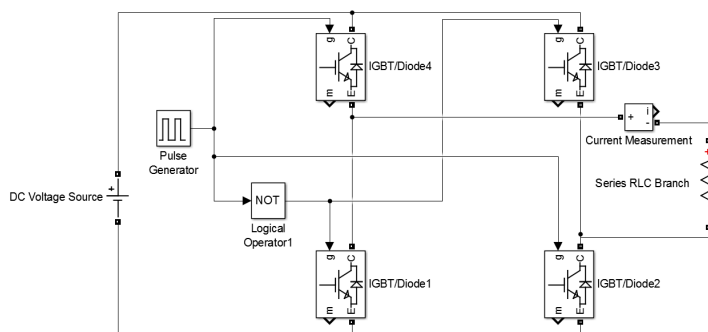 g
C
m
E
IGBT/Diode4
g
C
m
E
IGBT/Diode3
+
i
-
Current Measurement
Pulse
Generator
+
DC Voltage Source
NOT
Logical
Operator1
+
Series RLC Branch
g
C
m
E
IGBT/Diode1
g
C
m
E
IGBT/Diode2